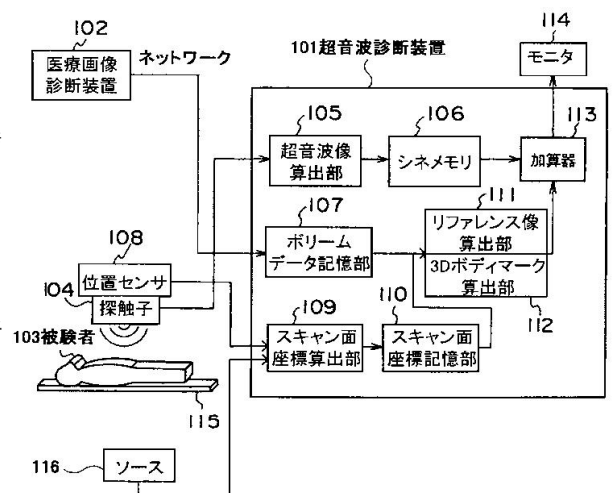 102
医療画像
診断装置
ネットワーク
101超音波診断装置
114
モニタ
105
超音波像
算出部
106
シネメモリ
113
加算器
107
ボリーム
データ記憶部
111
リファレンス像
算出部
3Dボディマーク
算出部
112
108
位置センサ
104
探触子
109
スキャン面
座標算出部
110
スキャン面
座標記憶部
103被験者
115
116
ソース